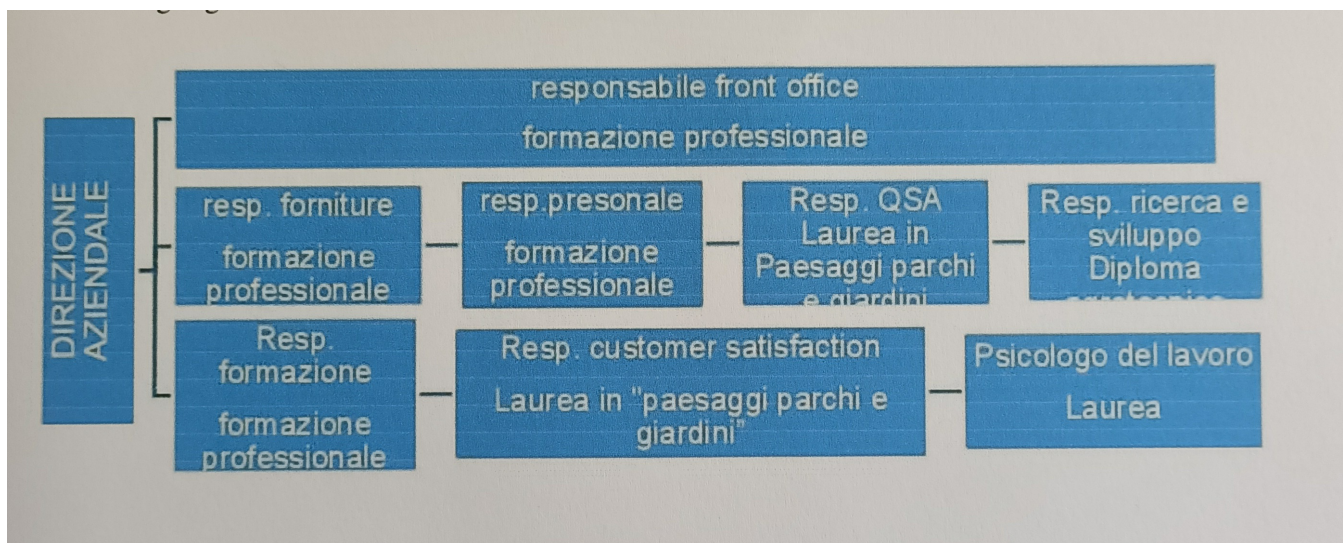 DIREZIONE
AZIENDALE
responsabile front office
formazione professionale
resp. forniture
formazione
professionale
resp.presonale
formazione
professionale
Resp. QSA
Laurea in
Paesaggi parchi
e giardini
Resp. ricerca e
sviluppo
Diploma
agrotecnico
Resp.
formazione
formazione
professionale
Resp. customer satisfaction
Laurea in "paesaggi parchi e
giardini"
Psicologo del lavoro
Laurea